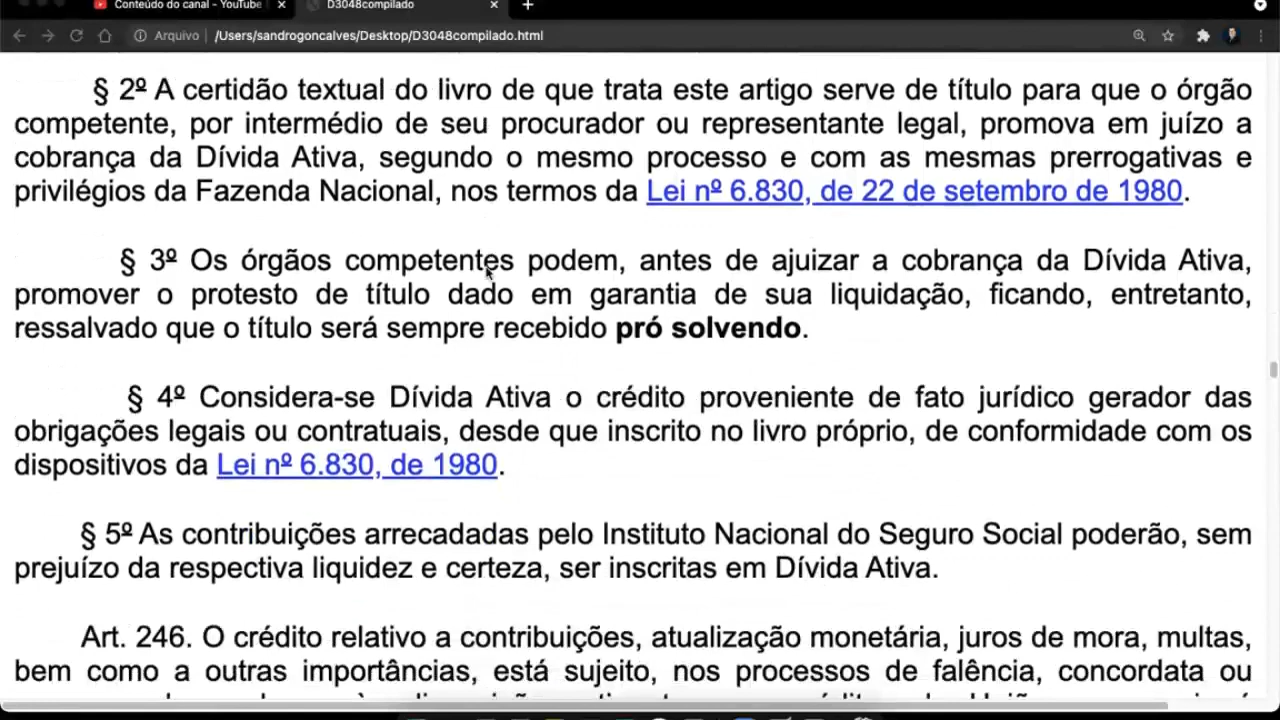 Conteúdo do canal - YouTube
D3048compilado
Arquivo | /Users/sandrogoncalves/Desktop/D3048compilado.html
§ 2º A certidão textual do livro de que trata este artigo serve de título para que o órgão
competente, por intermédio de seu procurador ou representante legal, promova em juízo a
cobrança da Dívida Ativa, segundo o mesmo processo e com as mesmas prerrogativas e
privilégios da Fazenda Nacional, nos termos da Lei nº 6.830, de 22 de setembro de 1980.
§ 3º Os órgãos competentes podem, antes de ajuizar a cobrança da Dívida Ativa,
promover o protesto de título dado em garantia de sua liquidação, ficando, entretanto,
ressalvado que o título será sempre recebido pró solvendo.
§ 4º Considera-se Dívida Ativa o crédito proveniente de fato jurídico gerador das
obrigações legais ou contratuais, desde que inscrito no livro próprio, de conformidade com os
dispositivos da Lei nº 6.830, de 1980.
§ 5º As contribuições arrecadadas pelo Instituto Nacional do Seguro Social poderão, sem
prejuízo da respectiva liquidez e certeza, ser inscritas em Dívida Ativa.
Art. 246. O crédito relativo a contribuições, atualização monetária, juros de mora, multas,
bem como a outras importâncias, está sujeito, nos processos de falência, concordata ou